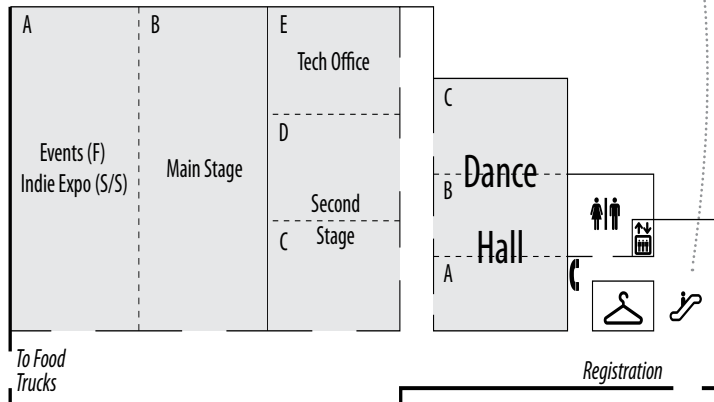 A
B
E
Tech Office
C
D
Events (F)
Indie Expo (S/S)
Main Stage
Dance
B
Second
Stage
C
Hall
A
To Food
Trucks
Registration